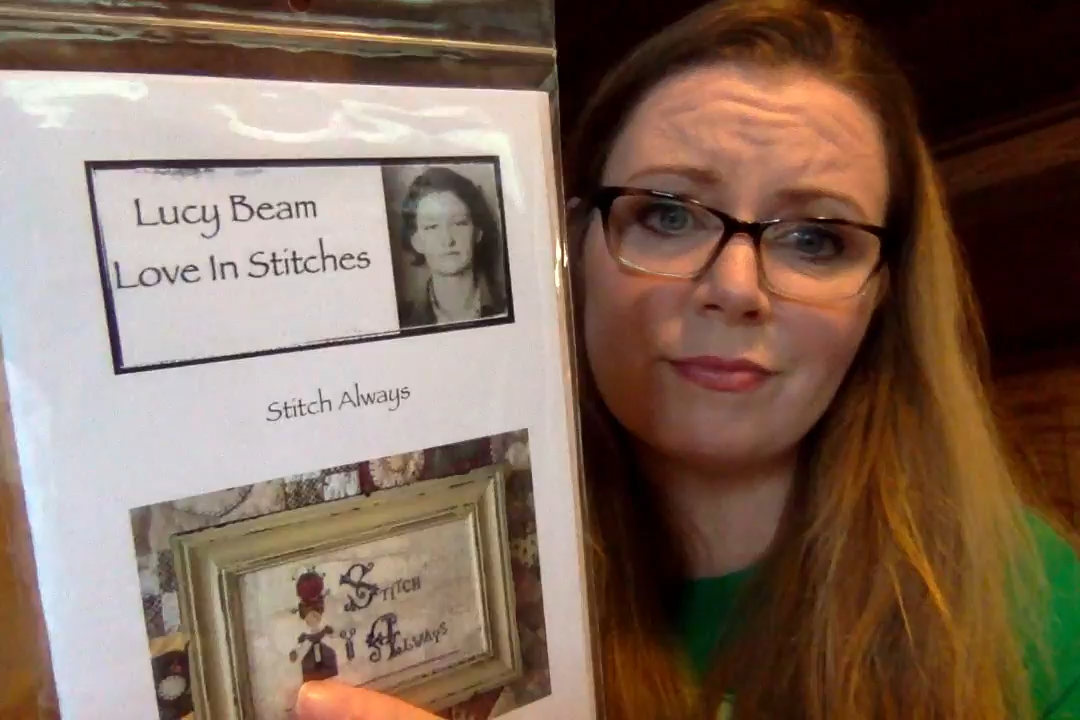 Lucy Beam
Love In Stitches
Stitch Always
Stitch
Always